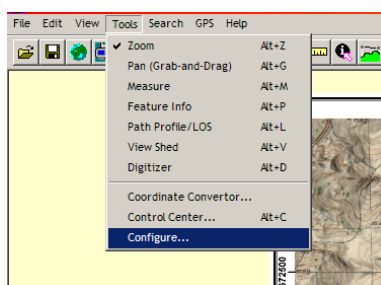 File Edit View Tools Search GPS Help
Zoom Alt+Z
Pan (Grab-and-Drag) Alt+G
Measure Alt+M
Feature Info Alt+P
Path Profile/LOS Alt+L
View Shed Alt+V
Digitizer Alt+D
Coordinate Convertor...
Control Center... Alt+C
Configure...
672500